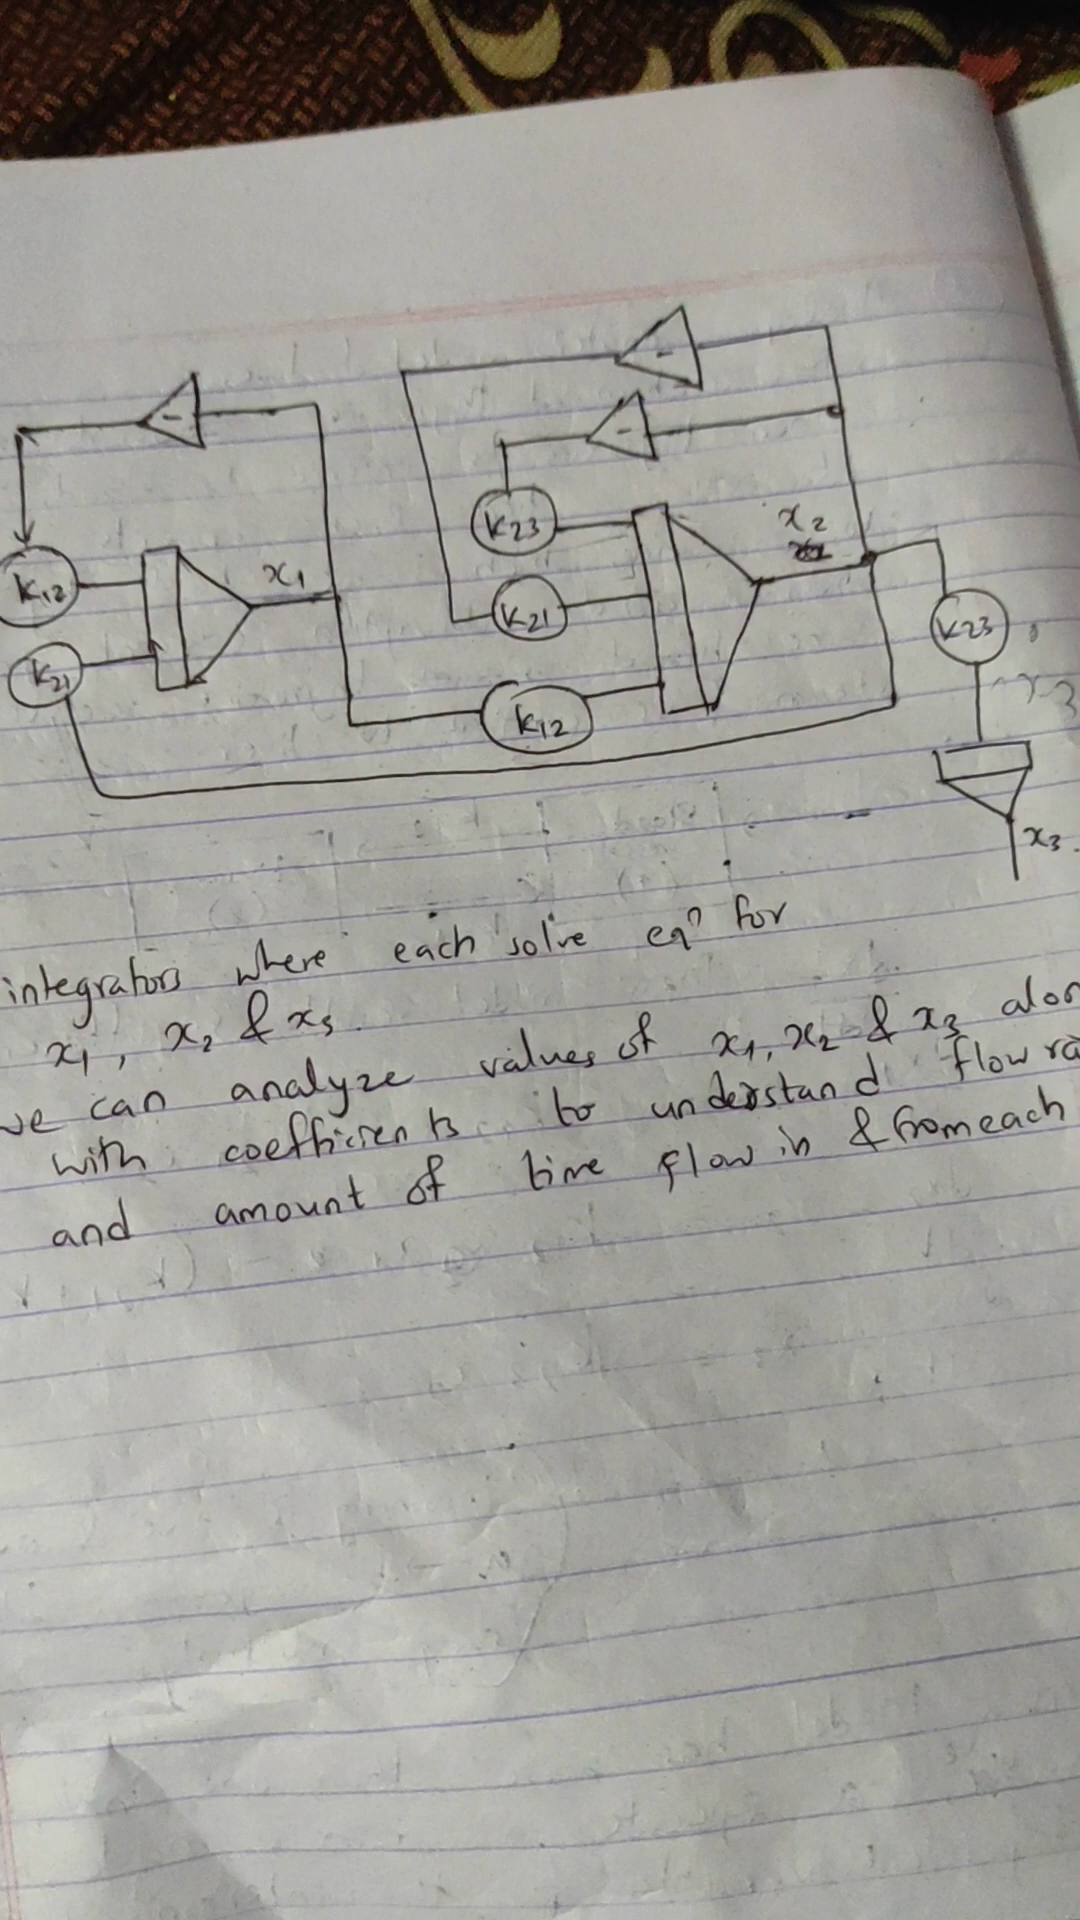 -
-
-
K23
x2
K12
x1
K21
K23
K21
K12
x3
integrators where each solve eqn for
x1, x2 & x3.
we can analyze values of x1, x2 & x3
with coefficients to understand flow
and amount of time flow in & from each